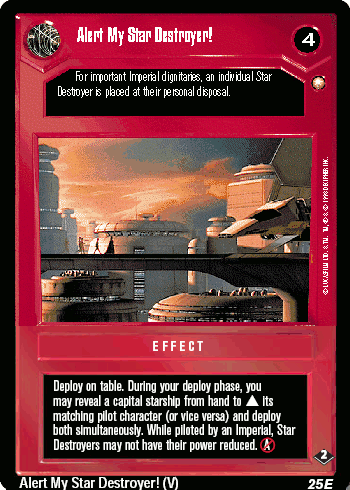 Alert My Star Destroyer!
4
For important Imperial dignitaries, an individual Star
Destroyer is placed at their personal disposal.
EFFECT
Deploy on table. During your deploy phase, you
may reveal a capital starship from hand to ▲ its
matching pilot character (or vice versa) and deploy
both simultaneously. While piloted by an Imperial, Star
Destroyers may not have their power reduced. A
2
Alert My Star Destroyer! (V)
25E